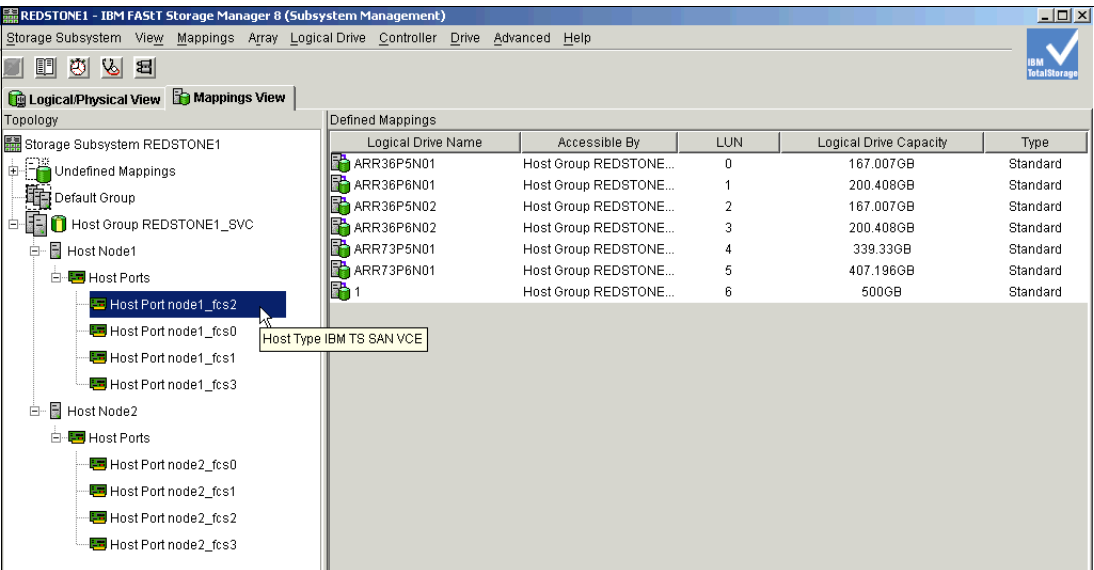 REDSTONE1 - IBM FAStT Storage Manager 8 (Subsystem Management)
Storage Subsystem View Mappings Array Logical Drive Controller Drive Advanced Help
IBM
TotalStorage
Logical/Physical View Mappings View
Topology
Storage Subsystem REDSTONE1
Undefined Mappings
Default Group
Host Group REDSTONE1_SVC
Host Node1
Host Ports
Host Port node1_fcs2
Host Port node1_fcs0
Host Port node1_fcs1
Host Port node1_fcs3
Host Node2
Host Ports
Host Port node2_fcs0
Host Port node2_fcs1
Host Port node2_fcs2
Host Port node2_fcs3
Host Type IBM TS SAN VCE
Defined Mappings
Logical Drive Name Accessible By LUN Logical Drive Capacity Type
ARR36P5N01 Host Group REDSTONE... 0 167.007GB Standard
ARR36P6N01 Host Group REDSTONE... 1 200.408GB Standard
ARR36P5N02 Host Group REDSTONE... 2 167.007GB Standard
ARR36P6N02 Host Group REDSTONE... 3 200.408GB Standard
ARR73P5N01 Host Group REDSTONE... 4 339.33GB Standard
ARR73P6N01 Host Group REDSTONE... 5 407.196GB Standard
1 Host Group REDSTONE... 6 500GB Standard